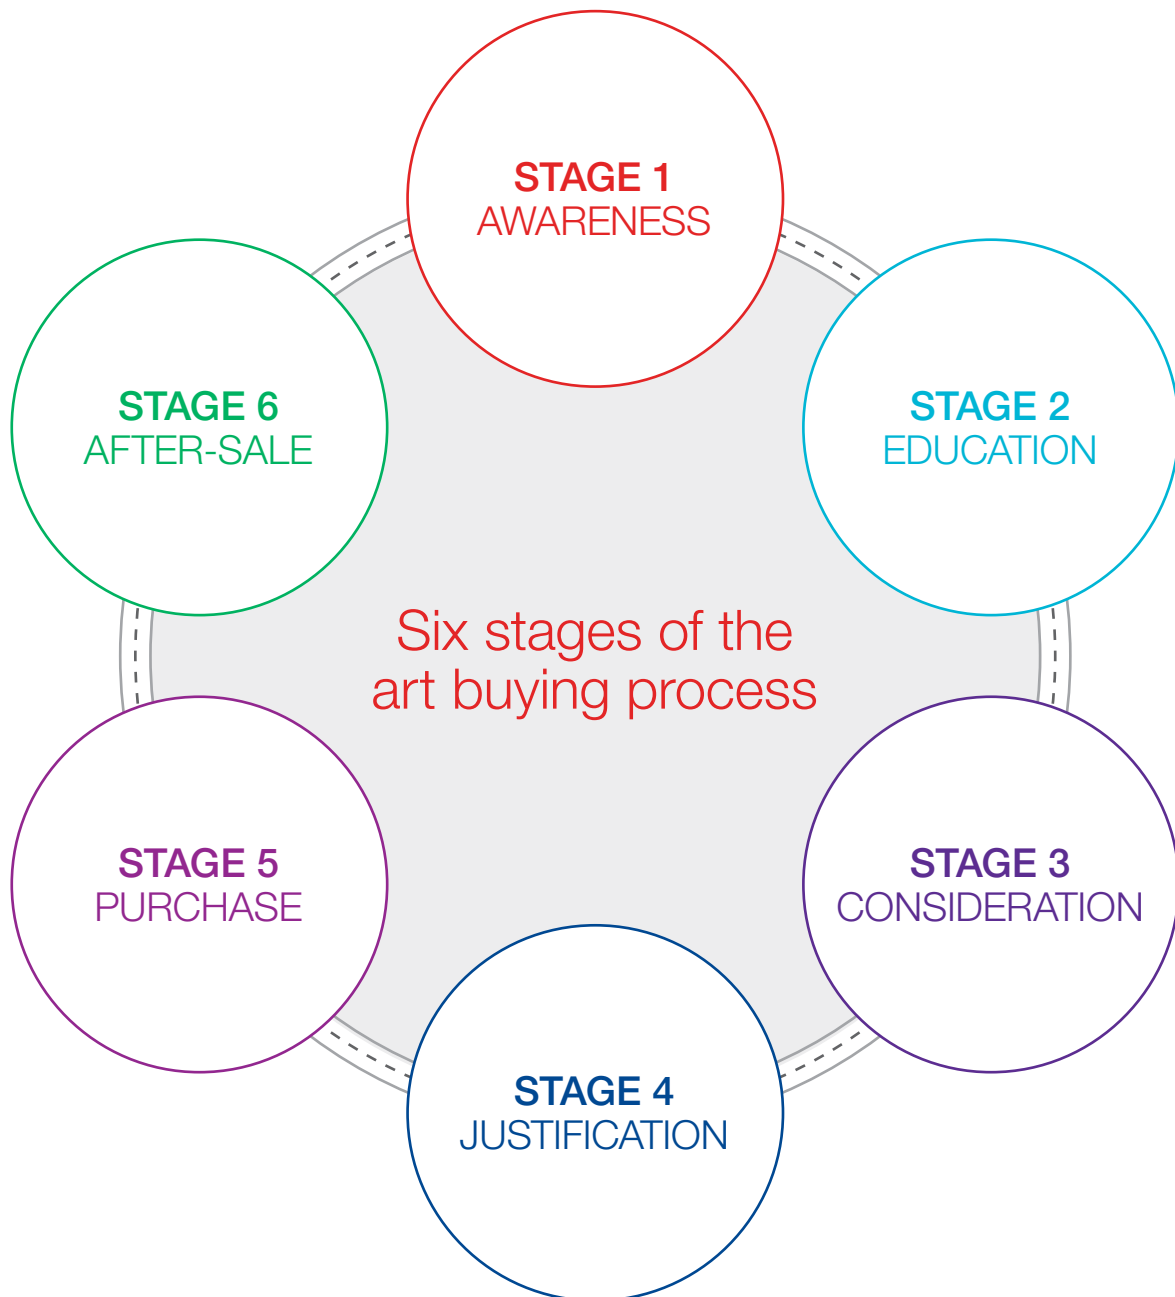 STAGE 1
AWARENESS
STAGE 2
EDUCATION
STAGE 3
CONSIDERATION
STAGE 4
JUSTIFICATION
STAGE 5
PURCHASE
STAGE 6
AFTER-SALE
Six stages of the
art buying process